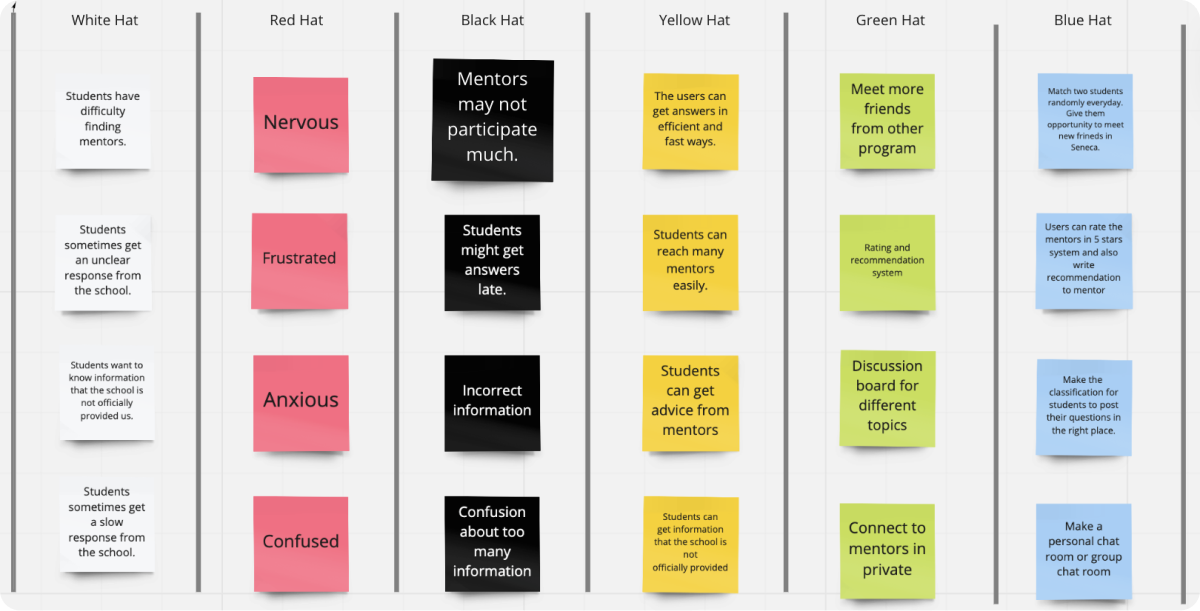 White Hat
Red Hat
Black Hat
Yellow Hat
Green Hat
Blue Hat
Students have
difficulty
finding
mentors.
Nervous
Mentors
may not
participate
much.
The users can
get answers in
efficient and
fast ways.
Meet more
friends
from other
program
Match two students
randomly everyday.
Give them
opportunity to meet
new frineds in
Seneca.
Students
sometimes get
an unclear
response from
the school.
Frustrated
Students
might get
answers
late.
Students can
reach many
mentors
easily.
Rating and
recommendation
system
Users can rate the
mentors in 5 stars
system and also
write
recommendation
to mentor
Students want to
know information
that the school is
not officially
provided us.
Anxious
Incorrect
information
Students
can get
advice from
mentors
Discussion
board for
different
topics
Make the
classification for
students to post
their questions in
the right place.
Students
sometimes get
a slow
response from
the school.
Confused
Confusion
about too
many
information
Students can
get information
that the school is
not
officially provided
Connect to
mentors in
private
Make a
personal chat
room or group
chat room